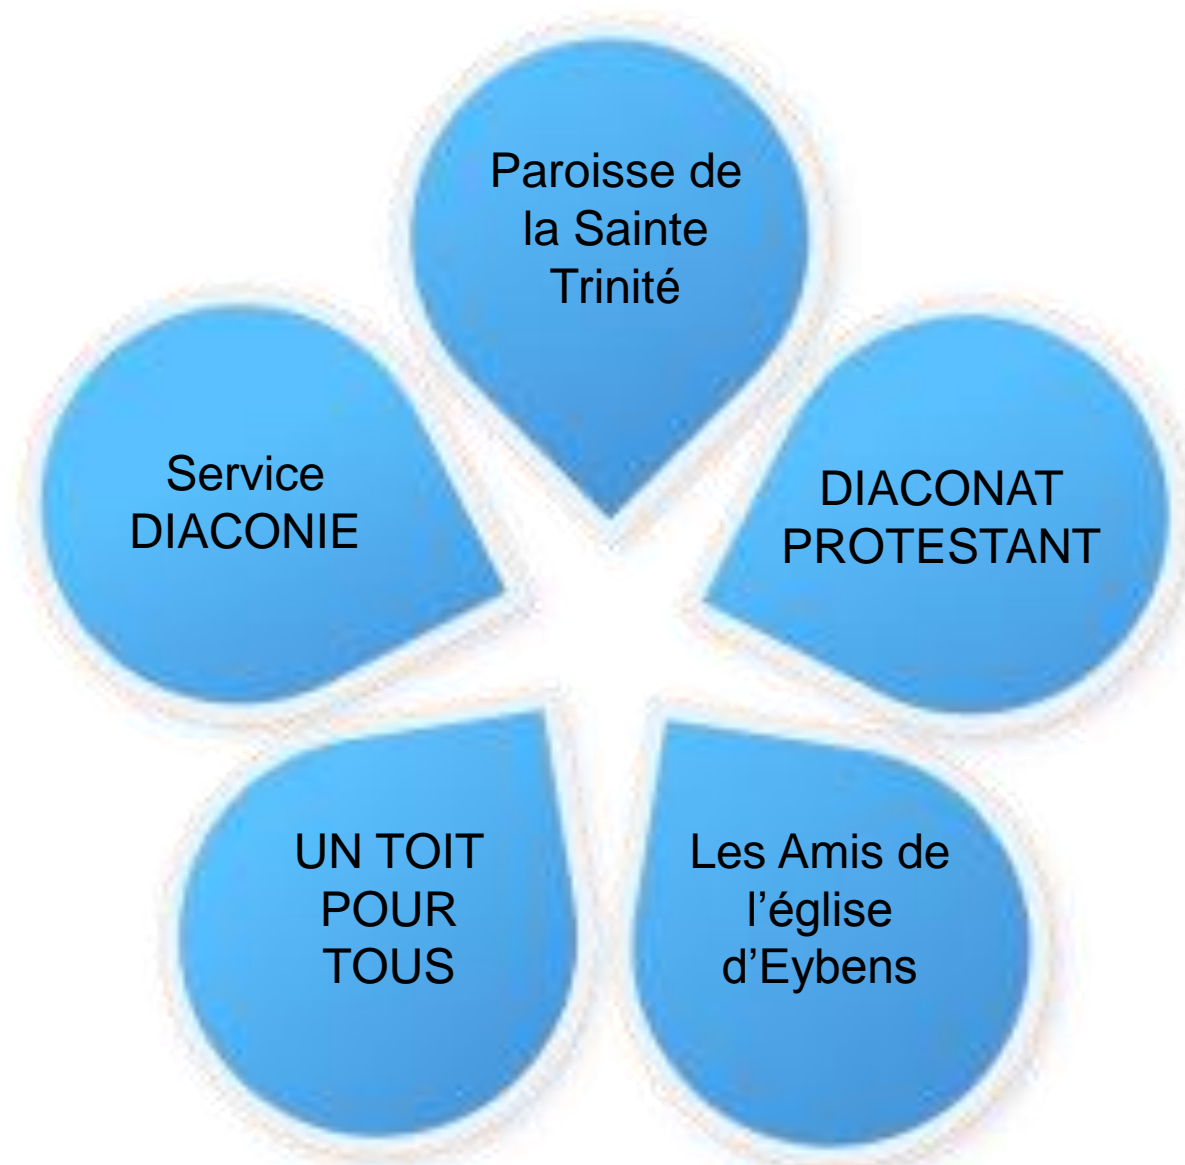 Paroisse de
la Sainte
Trinité
Service
DIACONIE
DIACONAT
PROTESTANT
UN TOIT
POUR
TOUS
Les Amis de
l’église
d’Eybens